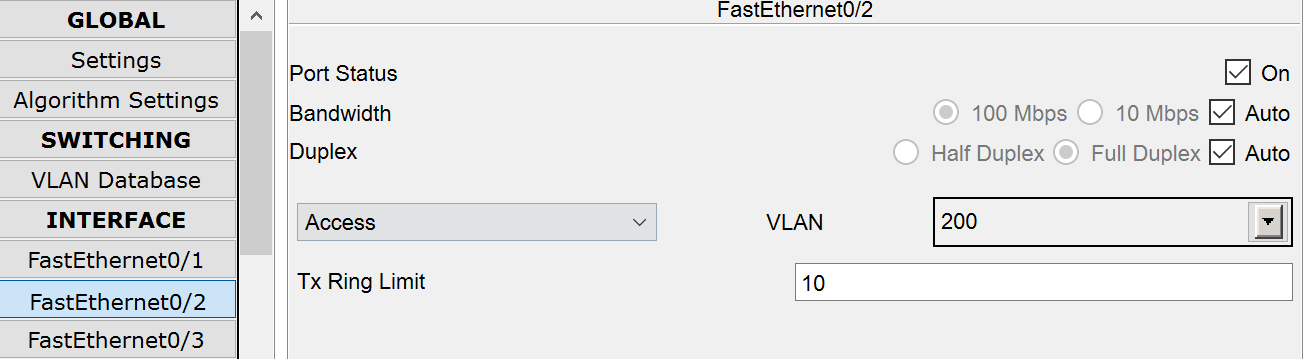 GLOBAL
Settings
Algorithm Settings
SWITCHING
VLAN Database
INTERFACE
FastEthernet0/1
FastEthernet0/2
FastEthernet0/3
FastEthernet0/2
Port Status On
Bandwidth 100 Mbps 10 Mbps Auto
Duplex Half Duplex Full Duplex Auto
Access VLAN 200
Tx Ring Limit 10